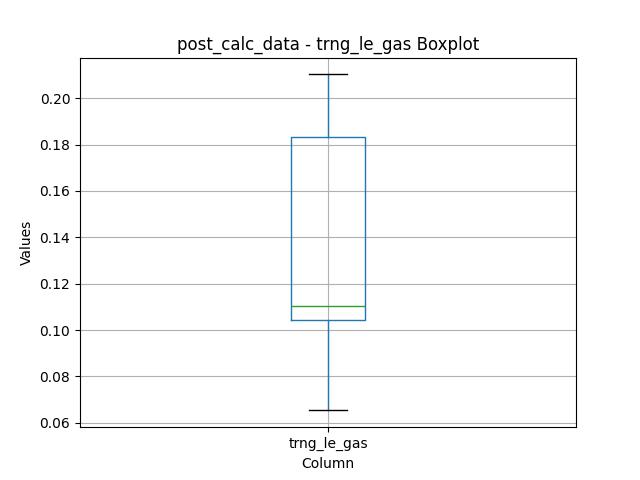 post_calc_data - trng_le_gas Boxplot
0.20
0.18
0.16
0.14
0.12
0.10
0.08
0.06
Values
trng_le_gas
Column